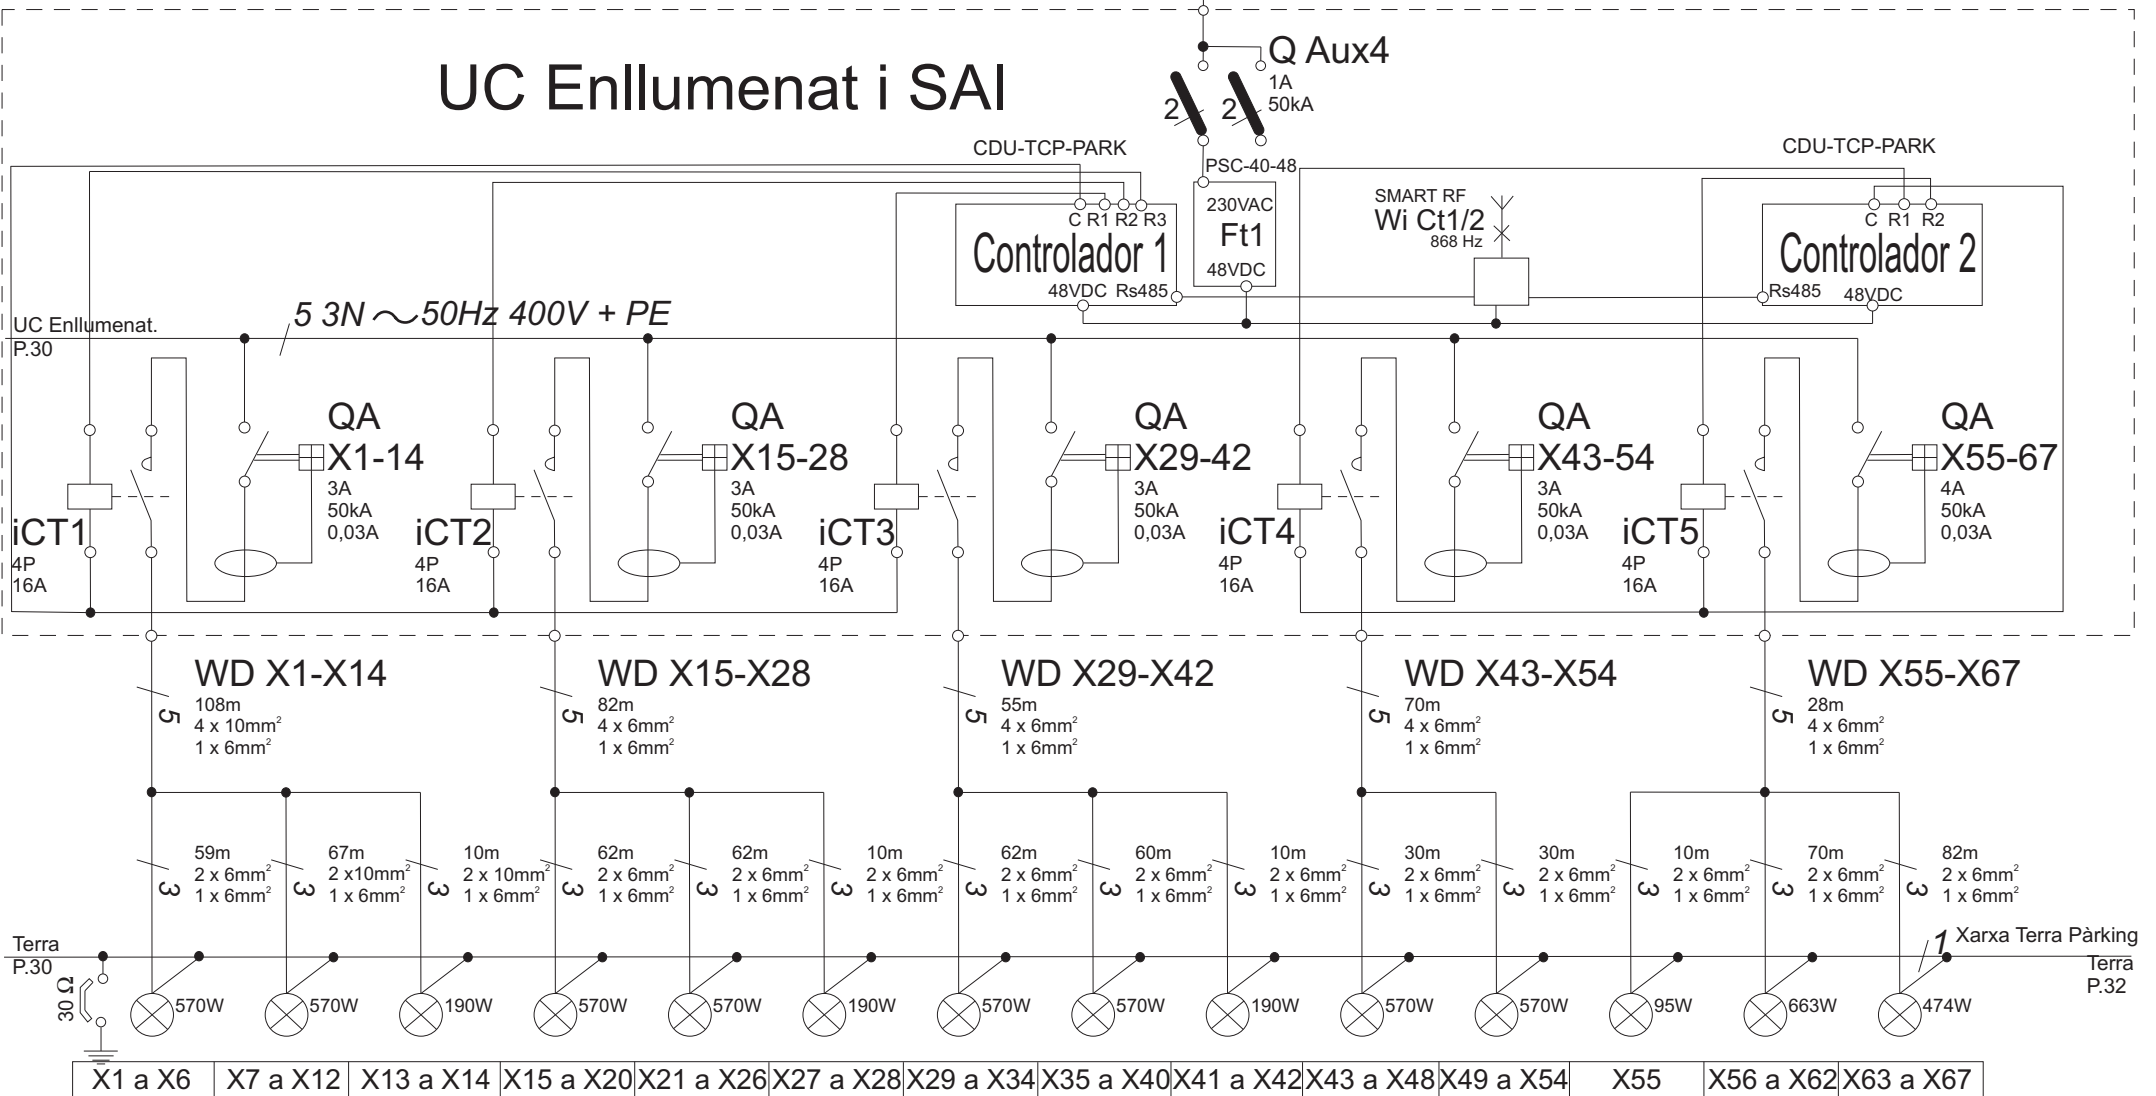 UC Enllumenat i SAI
Q Aux4
1A
50kA
2
2
CDU-TCP-PARK
PSC-40-48
CDU-TCP-PARK
C R1 R2 R3
Controlador 1
48VDC Rs485
230VAC
Ft1
48VDC
SMART RF
Wi Ct1/2
868 Hz
C R1 R2
Controlador 2
Rs485 48VDC
UC Enllumenat.
P.30
5 3N ~50Hz 400V + PE
QA
X1-14
3A
50kA
0,03A
QA
X15-28
3A
50kA
0,03A
QA
X29-42
3A
50kA
0,03A
QA
X43-54
3A
50kA
0,03A
QA
X55-67
4A
50kA
0,03A
iCT1
4P
16A
iCT2
4P
16A
iCT3
4P
16A
iCT4
4P
16A
iCT5
4P
16A
WD X1-X14
108m
4 x 10mm²
1 x 6mm²
5
WD X15-X28
82m
4 x 6mm²
1 x 6mm²
5
WD X29-X42
55m
4 x 6mm²
1 x 6mm²
5
WD X43-X54
70m
4 x 6mm²
1 x 6mm²
5
WD X55-X67
28m
4 x 6mm²
1 x 6mm²
5
59m
2 x 6mm²
1 x 6mm²
3
67m
2 x10mm²
1 x 6mm²
3
10m
2 x 10mm²
1 x 6mm²
3
62m
2 x 6mm²
1 x 6mm²
3
62m
2 x 6mm²
1 x 6mm²
3
10m
2 x 6mm²
1 x 6mm²
3
62m
2 x 6mm²
1 x 6mm²
3
60m
2 x 6mm²
1 x 6mm²
3
10m
2 x 6mm²
1 x 6mm²
3
30m
2 x 6mm²
1 x 6mm²
3
30m
2 x 6mm²
1 x 6mm²
3
10m
2 x 6mm²
1 x 6mm²
3
70m
2 x 6mm²
1 x 6mm²
3
82m
2 x 6mm²
1 x 6mm²
3
Terra
P.30
1 Xarxa Terra Pàrking
Terra
P.32
30 Ω
570W
570W
190W
570W
570W
190W
570W
570W
190W
570W
570W
95W
663W
474W
X1 a X6
X7 a X12
X13 a X14
X15 a X20
X21 a X26
X27 a X28
X29 a X34
X35 a X40
X41 a X42
X43 a X48
X49 a X54
X55
X56 a X62
X63 a X67